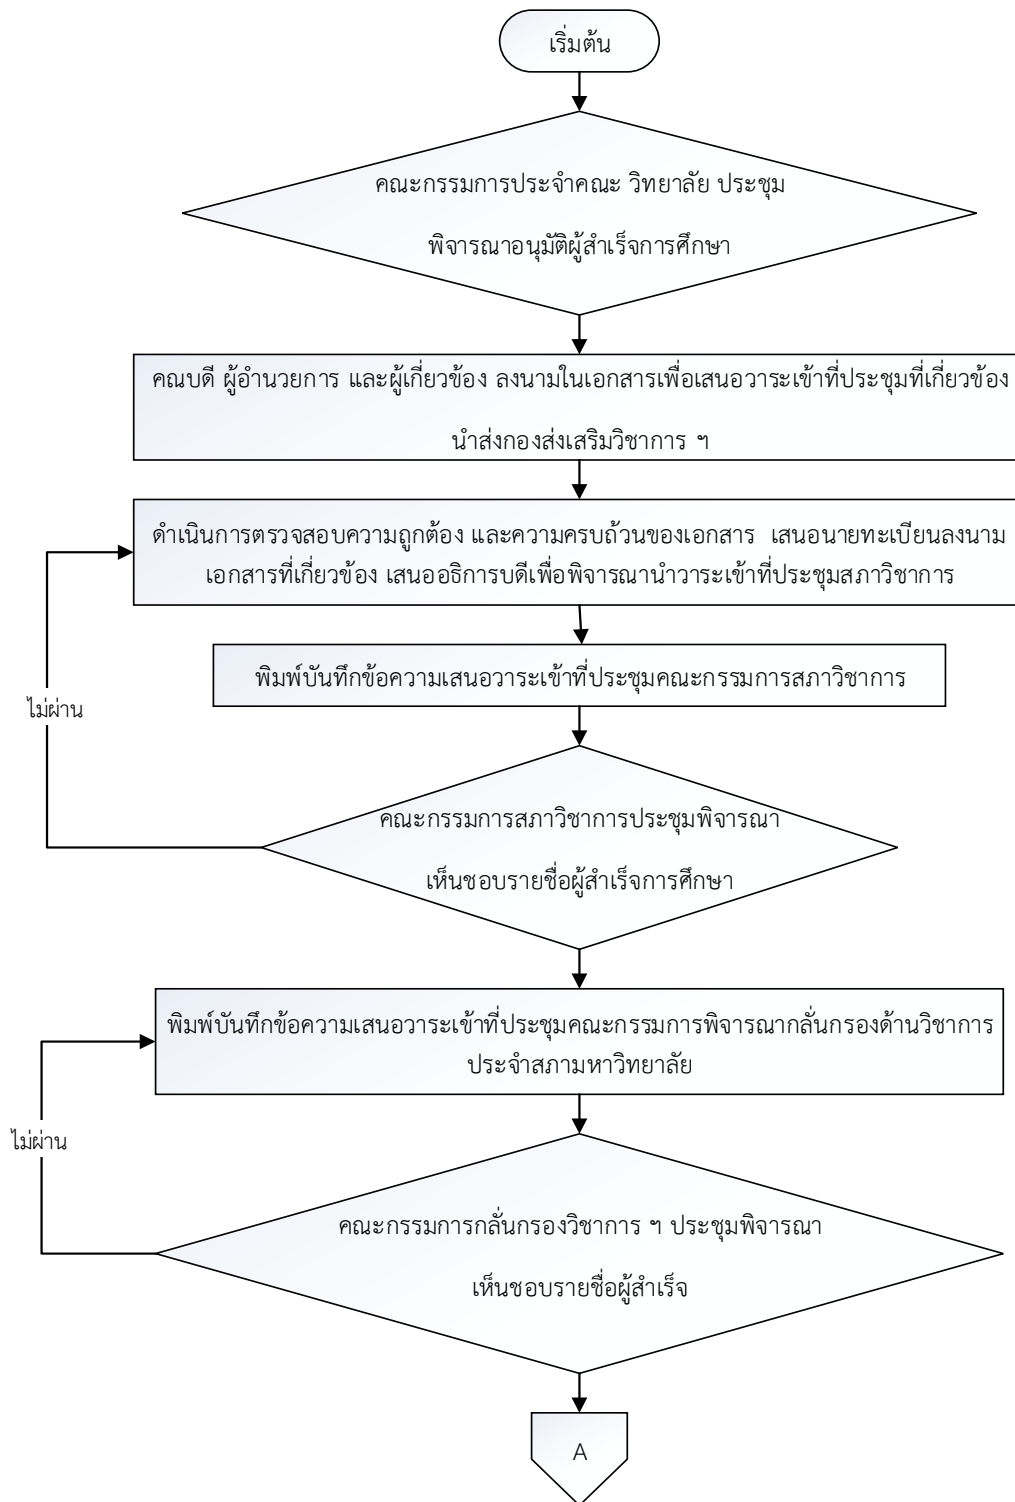 เริ่มต้น
คณะกรรมการประจำคณะ วิทยาลัย ประชุม
พิจารณาอนุมัติผู้สำเร็จการศึกษา
คณบดี ผู้อำนวยการ และผู้เกี่ยวข้อง ลงนามในเอกสารเพื่อเสนอวาระเข้าที่ประชุมที่เกี่ยวข้อง
นำส่งกองส่งเสริมวิชาการ ฯ
ดำเนินการตรวจสอบความถูกต้อง และความครบถ้วนของเอกสาร เสนอนายทะเบียนลงนาม
เอกสารที่เกี่ยวข้อง เสนออธิการบดีเพื่อพิจารณานำวาระเข้าที่ประชุมสภาวิชาการ
พิมพ์บันทึกข้อความเสนอวาระเข้าที่ประชุมคณะกรรมการสภาวิชาการ
ไม่ผ่าน
คณะกรรมการสภาวิชาการประชุมพิจารณา
เห็นชอบรายชื่อผู้สำเร็จการศึกษา
พิมพ์บันทึกข้อความเสนอวาระเข้าที่ประชุมคณะกรรมการพิจารณากลั่นกรองด้านวิชาการ
ประจำสภามหาวิทยาลัย
ไม่ผ่าน
คณะกรรมการกลั่นกรองวิชาการ ฯ ประชุมพิจารณา
เห็นชอบรายชื่อผู้สำเร็จ
A